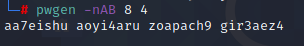 └─# pwgen -nAB 8 4
aa7eishu aoyi4aru zoapach9 gir3aez4